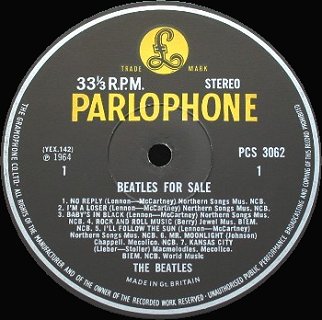 £
TRADE MARK
33⅓ R.P.M. STEREO
PARLOPHONE
(YEX.142) PCS 3062
℗ 1964
1 1
BEATLES FOR SALE
1. NO REPLY (Lennon—McCartney) Northern Songs Mus. NCB.
2. I'M A LOSER (Lennon—McCartney) Northern Songs Mus. NCB.
3. BABY'S IN BLACK (Lennon—McCartney) Northern Songs Mus.
NCB. 4. ROCK AND ROLL MUSIC (Berry) Jewel Mus. BIEM.
NCB. 5. I'LL FOLLOW THE SUN (Lennon—McCartney)
Northern Songs Mus. NCB. 6. MR. MOONLIGHT (Johnson)
Chappell. Mecolico. NCB. 7. KANSAS CITY
(Lieber—Stoller) Macmelodies. Mecolico.
BIEM. NCB. World Music
THE BEATLES
MADE IN GT. BRITAIN
THE GRAMOPHONE CO. LTD. ALL RIGHTS OF THE MANUFACTURER AND OF THE OWNER OF THE RECORDED WORK RESERVED UNAUTHORISED PUBLIC PERFORMANCE BROADCASTING AND COPYING OF THIS RECORD PROHIBITED